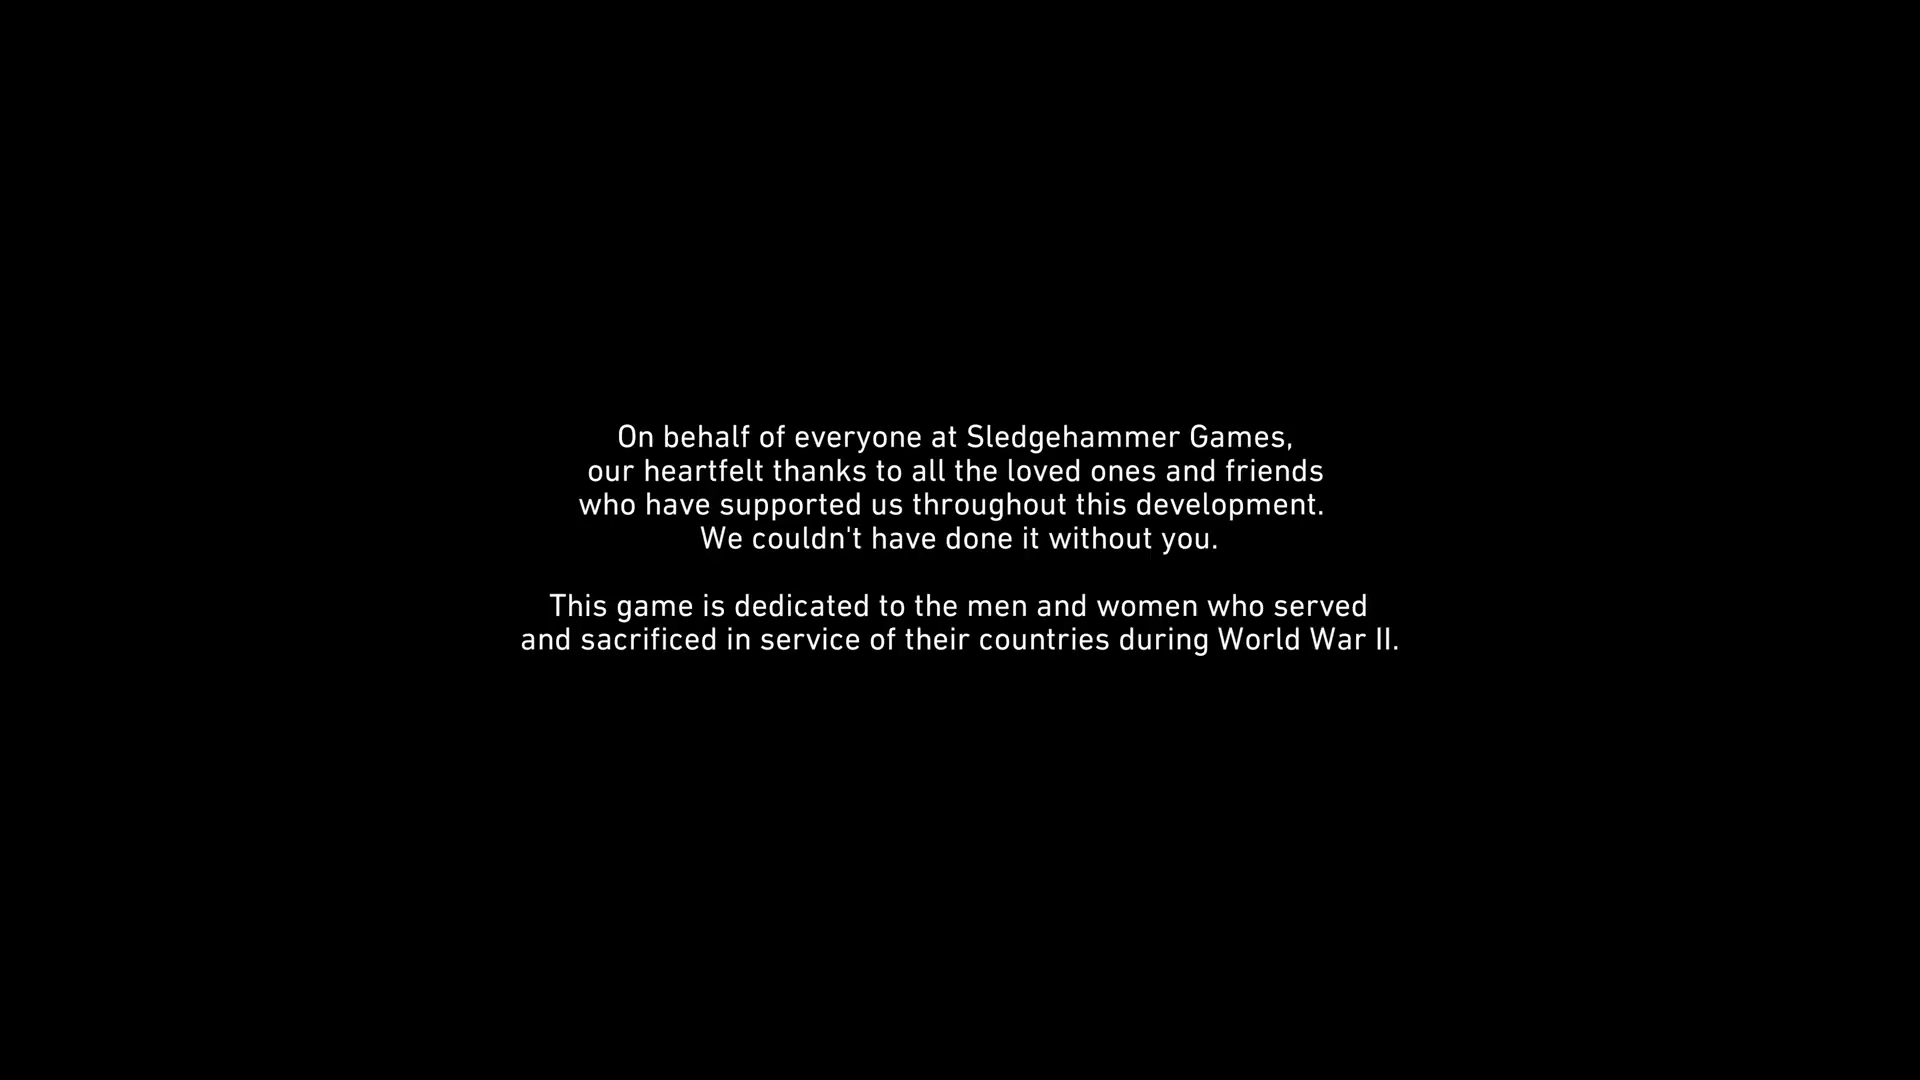 On behalf of everyone at Sledgehammer Games,
our heartfelt thanks to all the loved ones and friends
who have supported us throughout this development.
We couldn't have done it without you.
This game is dedicated to the men and women who served
and sacrificed in service of their countries during World War II.